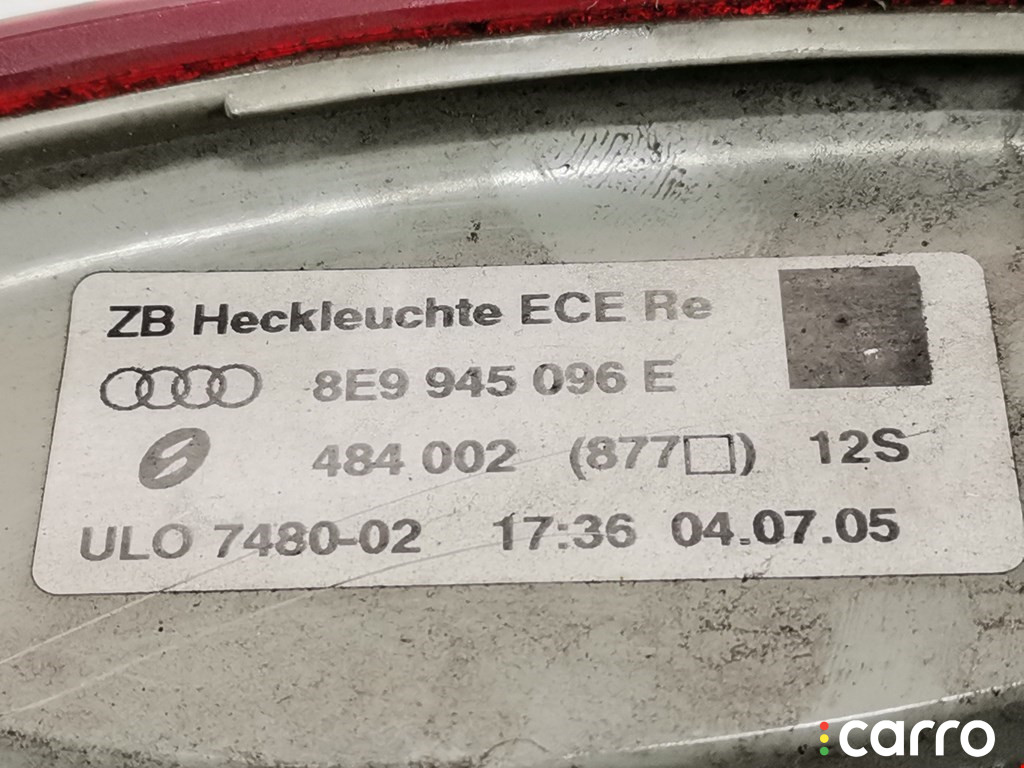 ZB Heckleuchte ECE Re
8E9 945 096 E
484 002 (877□) 12S
ULO 7480-02 17:36 04.07.05
carro